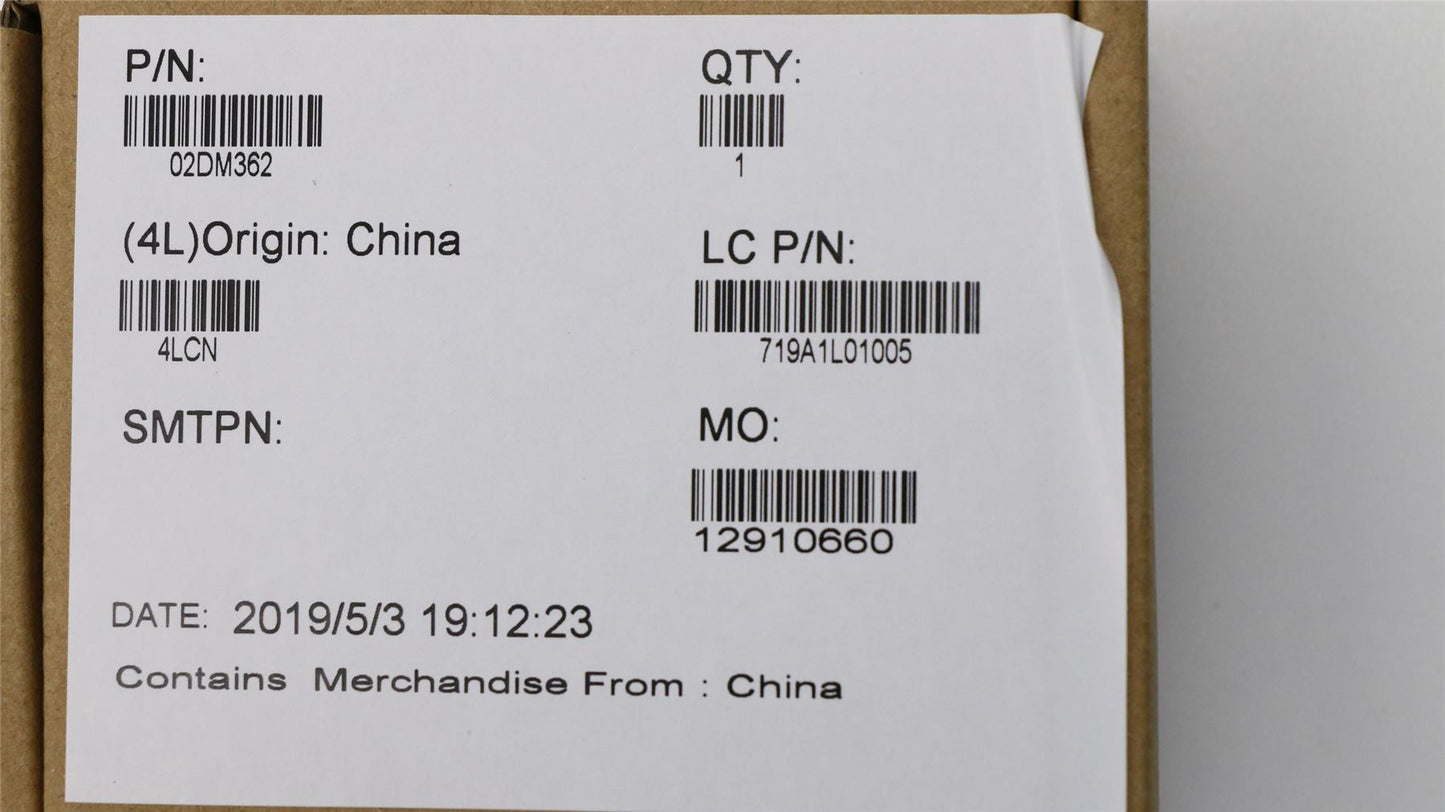 P/N:
02DM362
QTY:
1
(4L)Origin: China
4LCN
LC P/N:
719A1L01005
SMTPN:
MO:
12910660
DATE: 2019/5/3 19:12:23
Contains Merchandise From : China